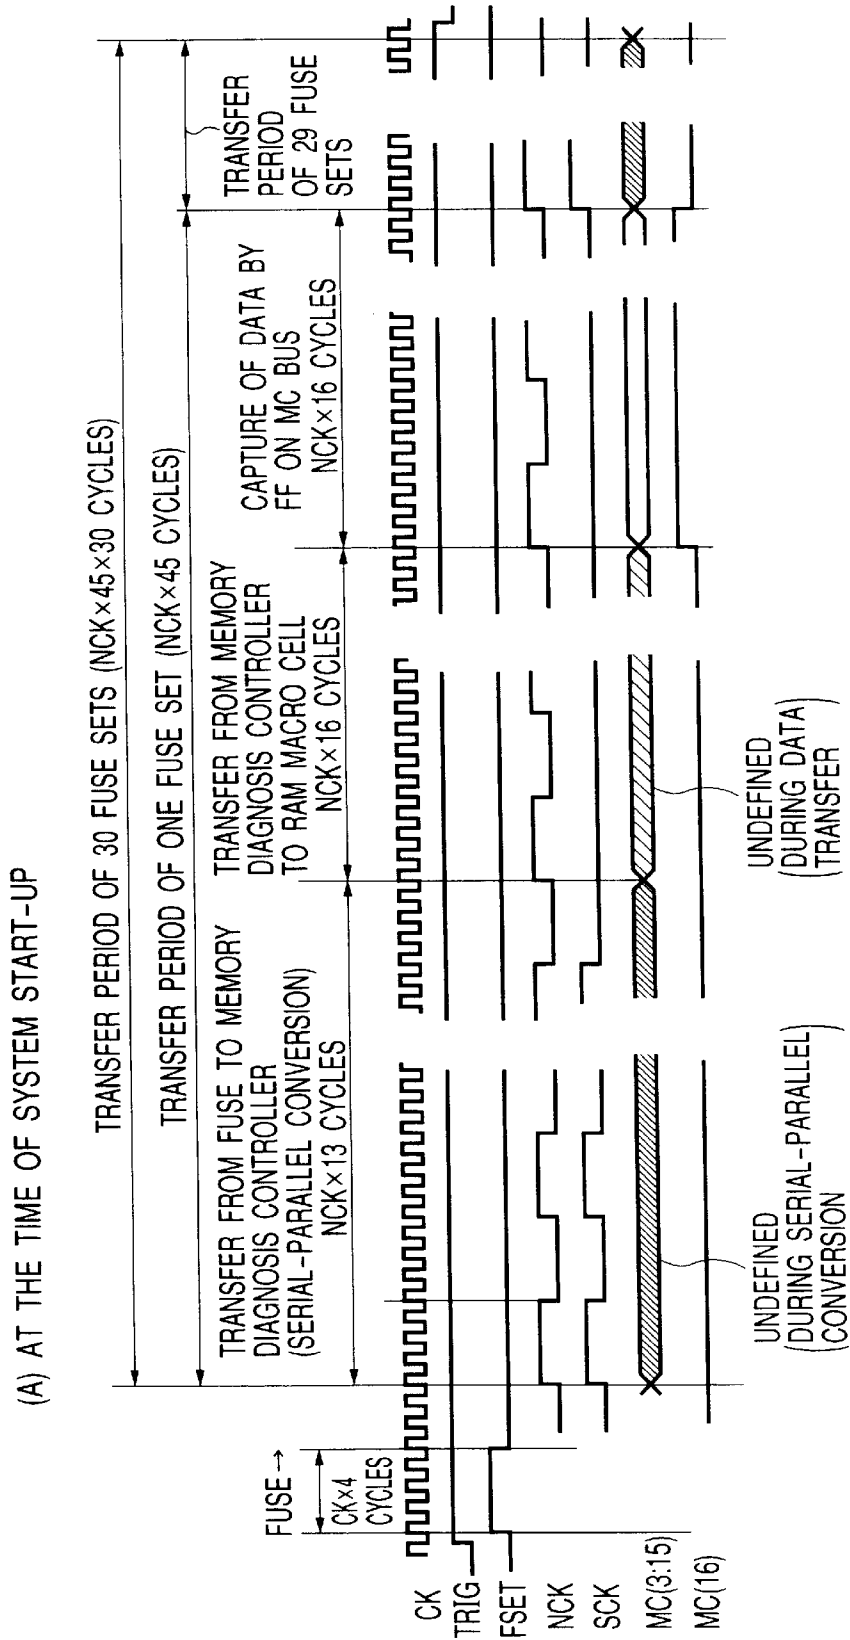 (A) AT THE TIME OF SYSTEM START-UP
TRANSFER PERIOD OF 30 FUSE SETS (NCK×45×30 CYCLES)
TRANSFER PERIOD OF ONE FUSE SET (NCK×45 CYCLES)
TRANSFER
PERIOD
OF 29 FUSE
SETS
TRANSFER FROM FUSE TO MEMORY
DIAGNOSIS CONTROLLER
(SERIAL-PARALLEL CONVERSION)
NCK×13 CYCLES
TRANSFER FROM MEMORY
DIAGNOSIS CONTROLLER
TO RAM MACRO CELL
NCK×16 CYCLES
CAPTURE OF DATA BY
FF ON MC BUS
NCK×16 CYCLES
FUSE →
CK×4
CYCLES
CK
TRIG
FSET
NCK
SCK
MC(3:15)
MC(16)
UNDEFINED
(DURING SERIAL-PARALLEL)
CONVERSION
UNDEFINED
(DURING DATA)
TRANSFER